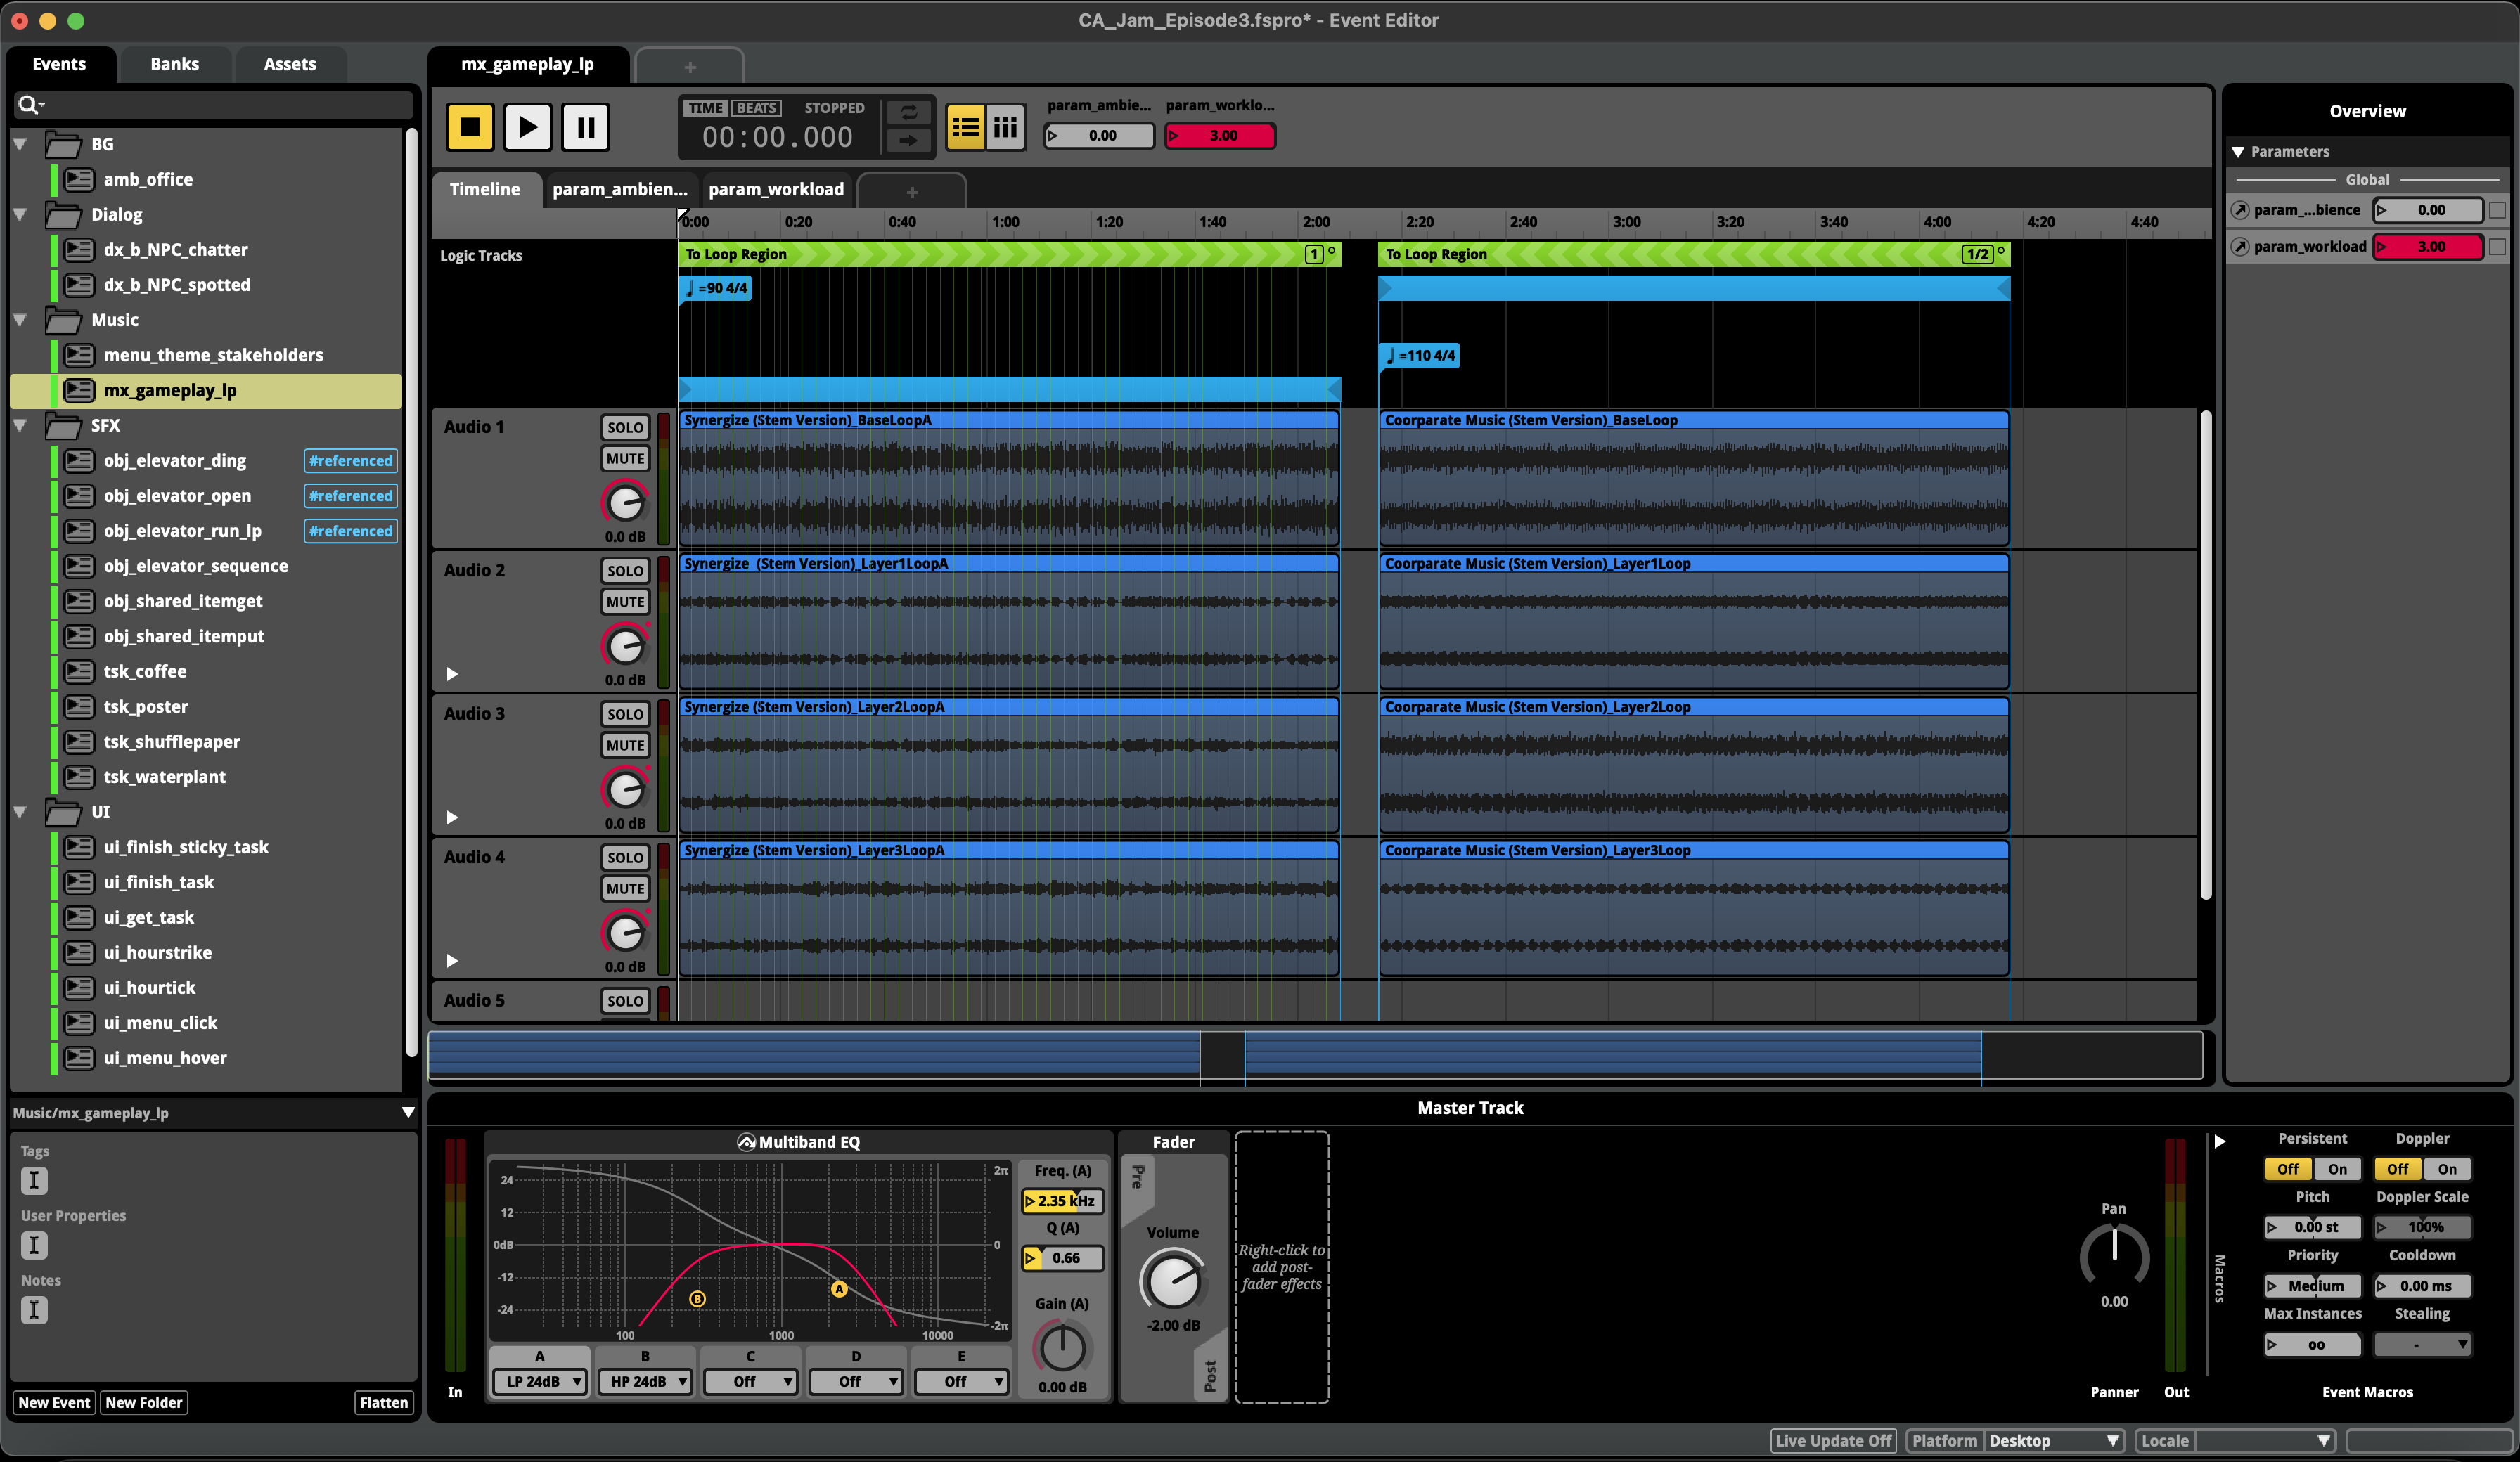 CA_Jam_Episode3.fspro* - Event Editor
Events
Banks
Assets
BG
amb_office
Dialog
dx_b_NPC_chatter
dx_b_NPC_spotted
Music
menu_theme_stakeholders
mx_gameplay_lp
SFX
obj_elevator_ding #referenced
obj_elevator_open #referenced
obj_elevator_run_lp #referenced
obj_elevator_sequence
obj_shared_itemget
obj_shared_itemput
tsk_coffee
tsk_poster
tsk_shufflepaper
tsk_waterplant
UI
ui_finish_sticky_task
ui_finish_task
ui_get_task
ui_hourstrike
ui_hourtick
ui_menu_click
ui_menu_hover
Music/mx_gameplay_lp
Tags
User Properties
Notes
New Event
New Folder
Flatten
mx_gameplay_lp
+
TIME BEATS STOPPED
00:00.000
param_ambie...
0.00
param_worklo...
3.00
Timeline
param_ambien...
param_workload
+
0:00 0:20 0:40 1:00 1:20 1:40 2:00 2:20 2:40 3:00 3:20 3:40 4:00 4:20 4:40
Logic Tracks
To Loop Region 1
To Loop Region 1/2
=90 4/4
=110 4/4
Audio 1
SOLO
MUTE
0.0 dB
Synergize (Stem Version)_BaseLoopA
Coorparate Music (Stem Version)_BaseLoop
Audio 2
SOLO
MUTE
0.0 dB
Synergize  (Stem Version)_Layer1LoopA
Coorparate Music (Stem Version)_Layer1Loop
Audio 3
SOLO
MUTE
0.0 dB
Synergize (Stem Version)_Layer2LoopA
Coorparate Music (Stem Version)_Layer2Loop
Audio 4
SOLO
MUTE
0.0 dB
Synergize (Stem Version)_Layer3LoopA
Coorparate Music (Stem Version)_Layer3Loop
Audio 5
SOLO
Overview
Parameters
Global
param_...bience 0.00
param_workload 3.00
Master Track
In
Multiband EQ
24
12
0dB
-12
-24
2π
0
-2π
100 1000 10000
B
A
Freq. (A)
2.35 kHz
Q (A)
0.66
Gain (A)
0.00 dB
A B C D E
LP 24dB HP 24dB Off Off Off
Fader
Pre
Volume
-2.00 dB
Post
Right-click to
add post-
fader effects
Pan
0.00
Panner
Out
Macros
Persistent Doppler
Off On Off On
Pitch Doppler Scale
0.00 st 100%
Priority Cooldown
Medium 0.00 ms
Max Instances Stealing
oo -
Event Macros
Live Update Off
Platform Desktop
Locale